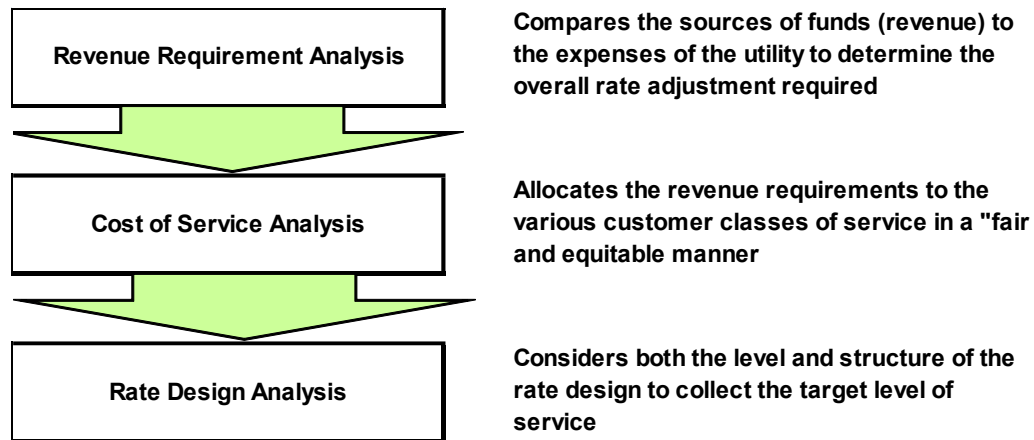 Revenue Requirement Analysis
Compares the sources of funds (revenue) to
the expenses of the utility to determine the
overall rate adjustment required
Cost of Service Analysis
Allocates the revenue requirements to the
various customer classes of service in a "fair
and equitable manner
Rate Design Analysis
Considers both the level and structure of the
rate design to collect the target level of
service